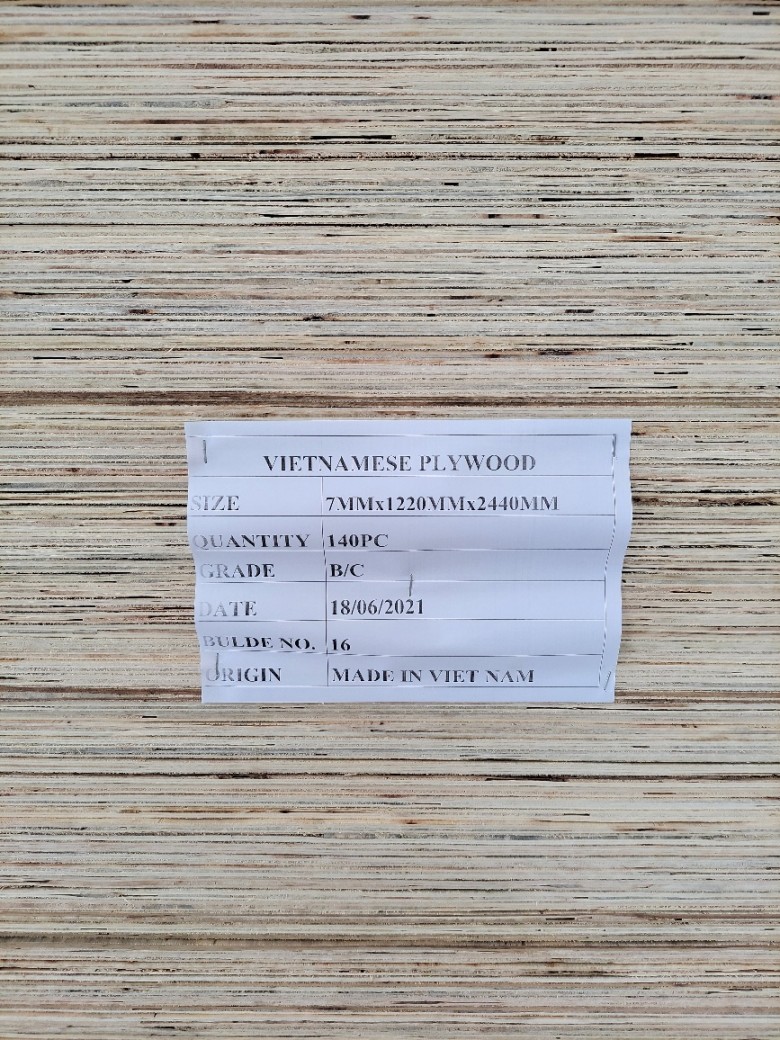 VIETNAMESE PLYWOOD
SIZE 7MMx1220MMx2440MM
QUANTITY 140PC
GRADE B/C
DATE 18/06/2021
BULDE NO. 16
ORIGIN MADE IN VIET NAM